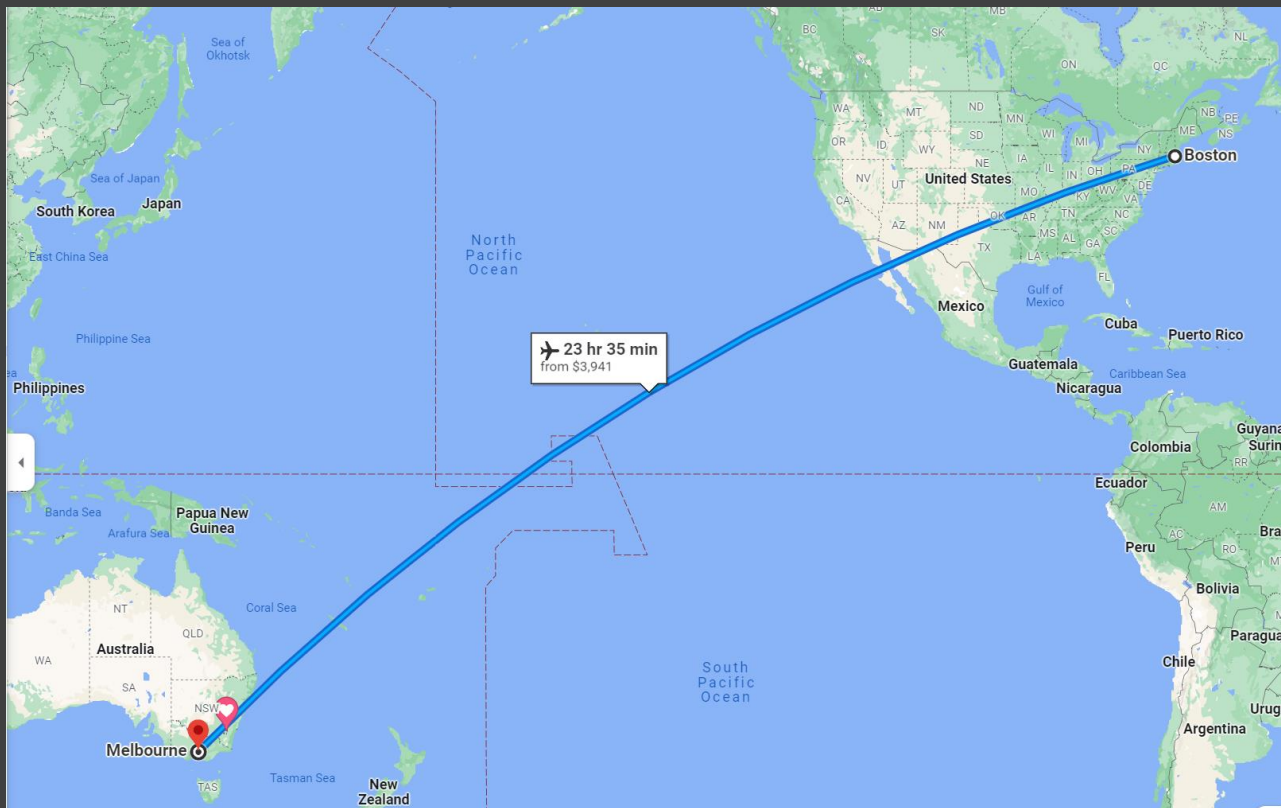 Sea of
Okhotsk
BC
SK
MB
ON
QC
NL
NB
PE
ME
NS
WA
MT
ND
MN
OR
ID
SD
WI
MI
NY
WY
NE
IA
Boston
Sea of Japan
NV
UT
United States
IL
IN
OH
PA
DE
MO
WV
KY
VA
South Korea
Japan
CA
AZ
NM
OK
AR
TN
NC
MS
AL
SC
GA
TX
LA
North
Pacific
Ocean
East China Sea
FL
Gulf of
Mexico
Mexico
Cuba
Puerto Rico
Philippine Sea
23 hr 35 min
from $3,941
Guatemala
Caribbean Sea
Philippines
Nicaragua
Guyana
Colombia
Surin
RR
Ecuador
Banda Sea
Papua New
Guinea
AM
Arafura Sea
AC
Bra
Peru
RO
Bolivia
NT
Coral Sea
QLD
Australia
Paragua
WA
South
Pacific
Ocean
Chile
SA
NSW
Urug
Argentina
Melbourne
Tasman Sea
TAS
New
Zealand